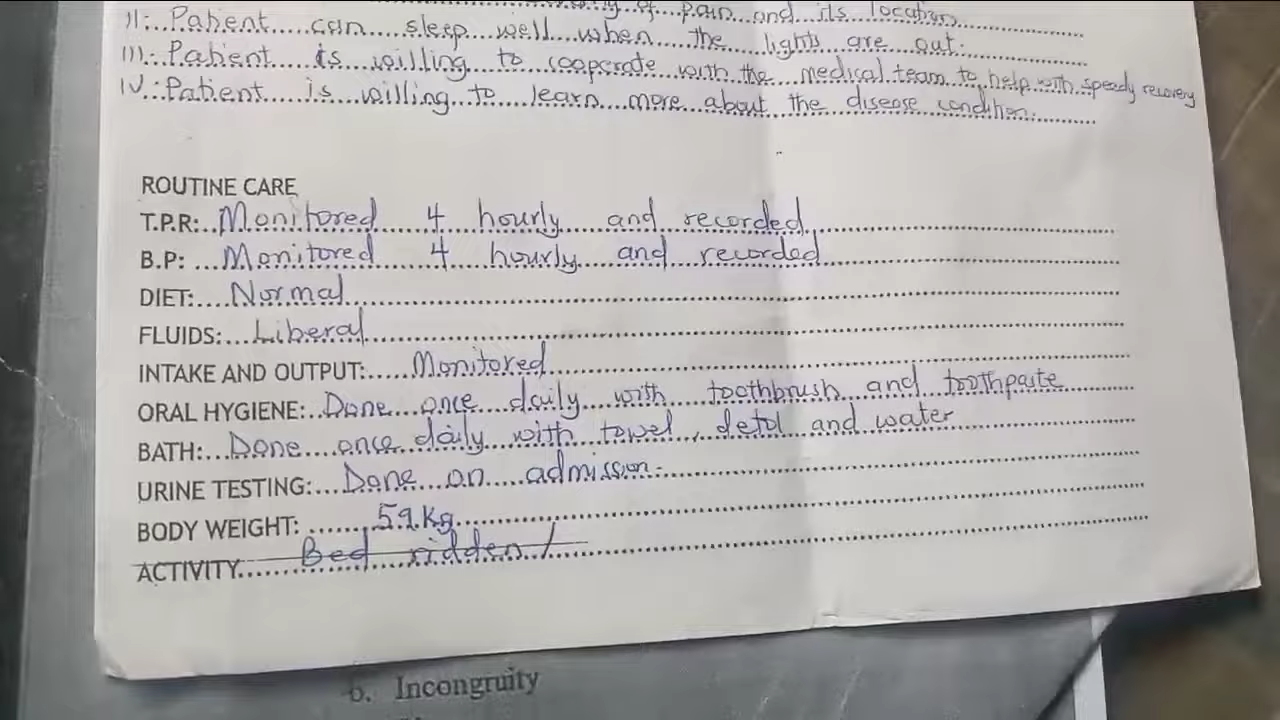 of pain and its location
II: Patient can sleep well when the lights are out.
III: Patient is willing to cooperate with the medical team to help with speedy recovery
IV: Patient is willing to learn more about the disease condition.
ROUTINE CARE
T.P.R: Monitored 4 hourly and recorded
B.P: Monitored 4 hourly and recorded
DIET: Normal
FLUIDS: Liberal
INTAKE AND OUTPUT: Monitored
ORAL HYGIENE: Done once daily with toothbrush and toothpaste
BATH: Done once daily with towel, detol and water
URINE TESTING: Done on admission.
BODY WEIGHT: 59kg
ACTIVITY Bed ridden
b. Incongruity